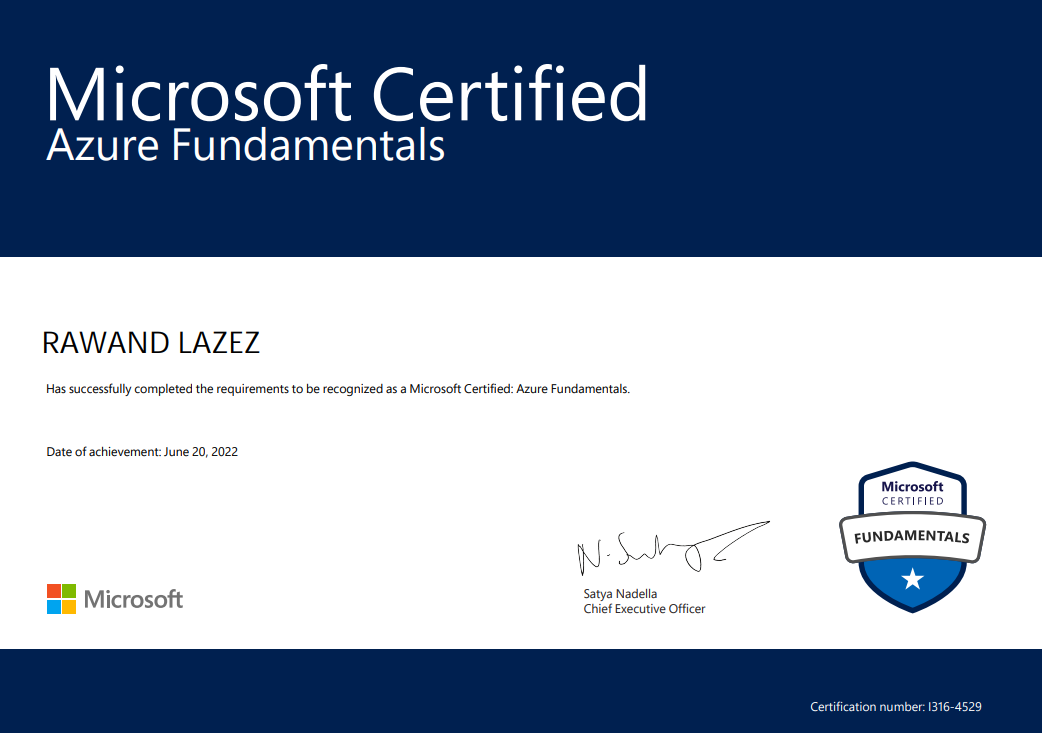 Microsoft Certified
Azure Fundamentals
RAWAND LAZEZ
Has successfully completed the requirements to be recognized as a Microsoft Certified: Azure Fundamentals.
Date of achievement: June 20, 2022
Microsoft
CERTIFIED
FUNDAMENTALS
Microsoft
Satya Nadella
Chief Executive Officer
Certification number: I316-4529